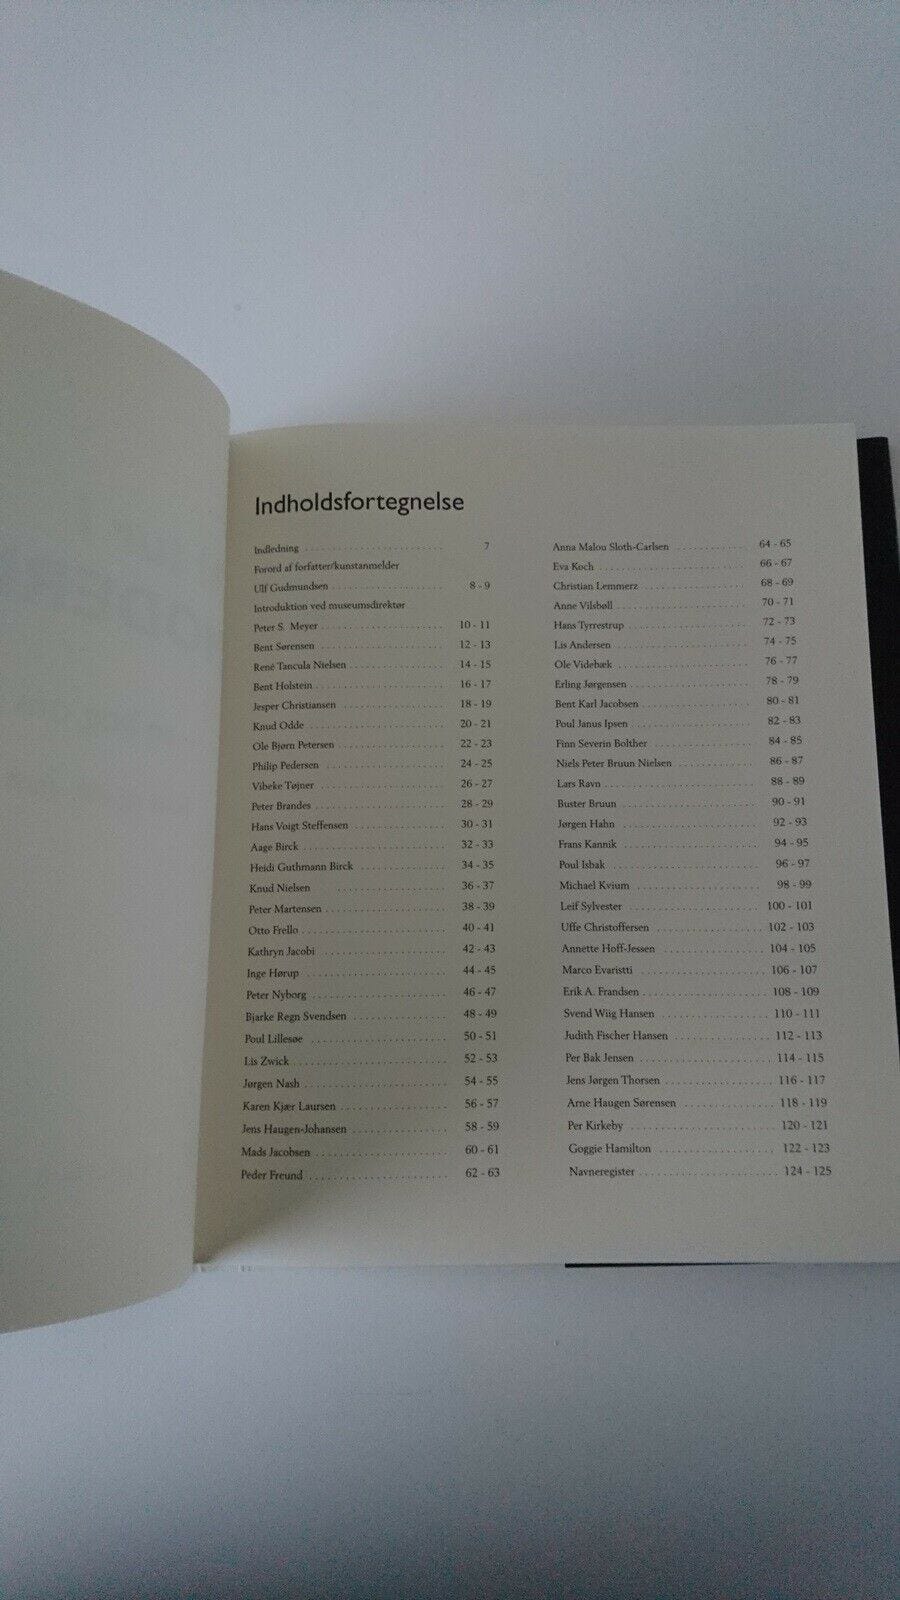 Indholdsfortegnelse
Indledning 7
Forord af forfatter/kunstanmelder
Ulf Gudmundsen 8 - 9
Introduktion ved museumsdirektør
Peter S. Meyer 10 - 11
Bent Sørensen 12 - 13
René Tancula Nielsen 14 - 15
Bent Holstein 16 - 17
Jesper Christiansen 18 - 19
Knud Odde 20 - 21
Ole Bjørn Petersen 22 - 23
Philip Pedersen 24 - 25
Vibeke Tøjner 26 - 27
Peter Brandes 28 - 29
Hans Voigt Steffensen 30 - 31
Aage Birck 32 - 33
Heidi Guthmann Birck 34 - 35
Knud Nielsen 36 - 37
Peter Martensen 38 - 39
Otto Frello 40 - 41
Kathryn Jacobi 42 - 43
Inge Hørup 44 - 45
Peter Nyborg 46 - 47
Bjarke Regn Svendsen 48 - 49
Poul Lillesøe 50 - 51
Lis Zwick 52 - 53
Jørgen Nash 54 - 55
Karen Kjær Laursen 56 - 57
Jens Haugen-Johansen 58 - 59
Mads Jacobsen 60 - 61
Peder Freund 62 - 63
Anna Malou Sloth-Carlsen 64 - 65
Eva Koch 66 - 67
Christian Lemmerz 68 - 69
Anne Vilsbøll 70 - 71
Hans Tyrrestrup 72 - 73
Lis Andersen 74 - 75
Ole Videbæk 76 - 77
Erling Jørgensen 78 - 79
Bent Karl Jacobsen 80 - 81
Poul Janus Ipsen 82 - 83
Finn Severin Bolther 84 - 85
Niels Peter Bruun Nielsen 86 - 87
Lars Ravn 88 - 89
Buster Bruun 90 - 91
Jørgen Hahn 92 - 93
Frans Kannik 94 - 95
Poul Isbak 96 - 97
Michael Kvium 98 - 99
Leif Sylvester 100 - 101
Uffe Christoffersen 102 - 103
Annette Hoff-Jessen 104 - 105
Marco Evaristti 106 - 107
Erik A. Frandsen 108 - 109
Svend Wiig Hansen 110 - 111
Judith Fischer Hansen 112 - 113
Per Bak Jensen 114 - 115
Jens Jørgen Thorsen 116 - 117
Arne Haugen Sørensen 118 - 119
Per Kirkeby 120 - 121
Goggie Hamilton 122 - 123
Navneregister 124 - 125